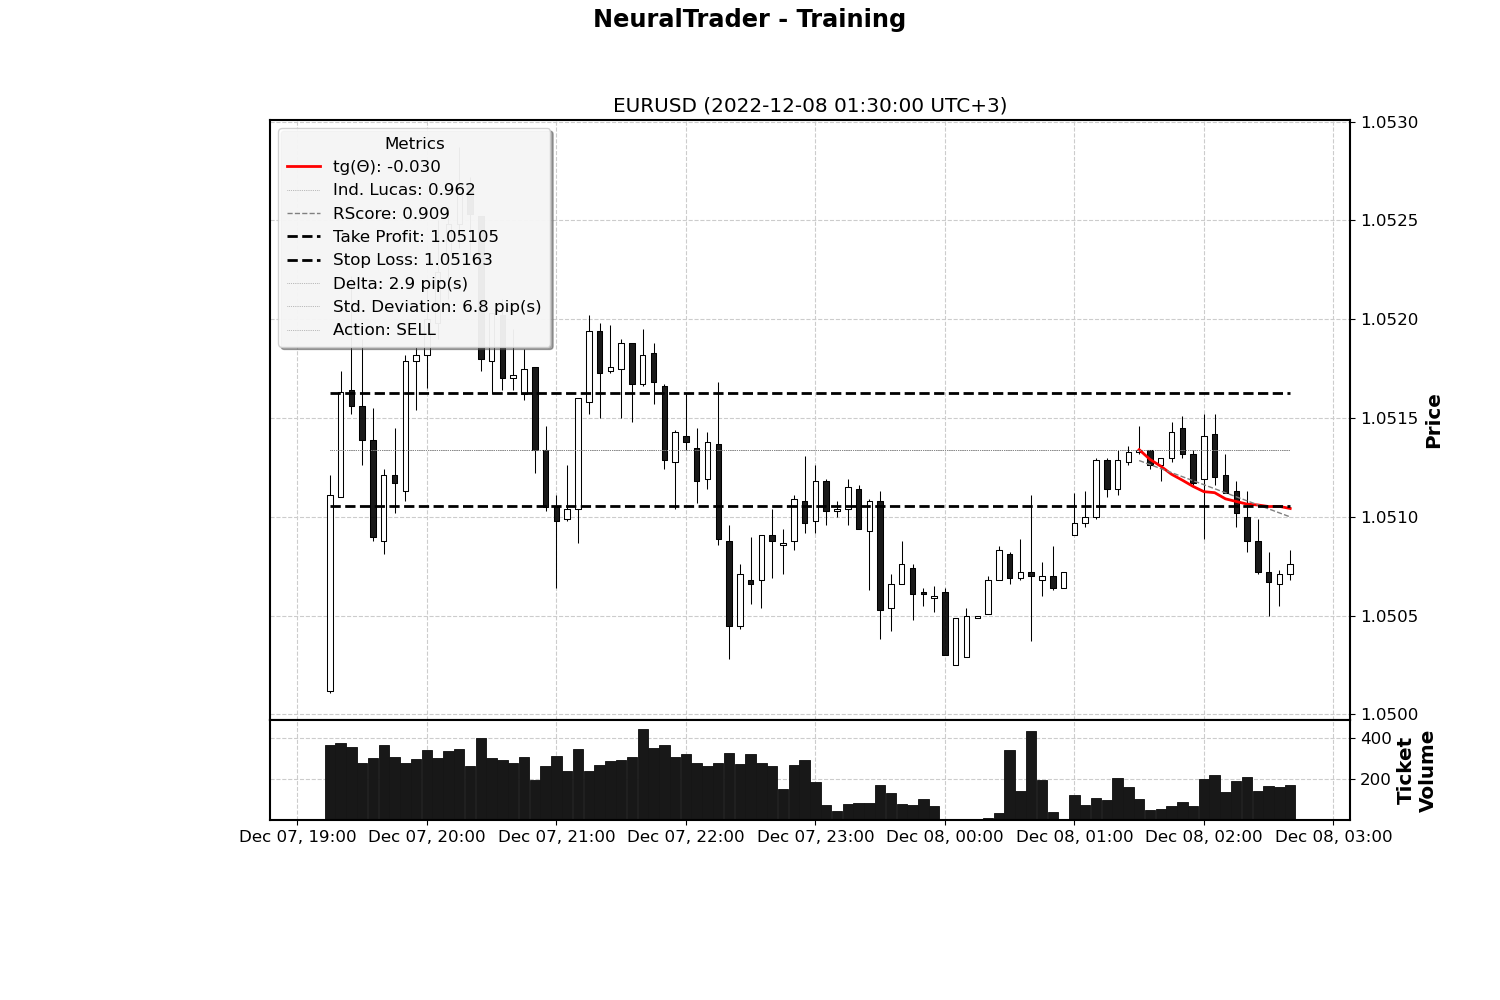 NeuralTrader - Training
EURUSD (2022-12-08 01:30:00 UTC+3)
Metrics
tg(Θ): -0.030
Ind. Lucas: 0.962
RScore: 0.909
Take Profit: 1.05105
Stop Loss: 1.05163
Delta: 2.9 pip(s)
Std. Deviation: 6.8 pip(s)
Action: SELL
1.0530
1.0525
1.0520
1.0515
1.0510
1.0505
1.0500
Price
400
200
Ticket
Volume
Dec 07, 19:00
Dec 07, 20:00
Dec 07, 21:00
Dec 07, 22:00
Dec 07, 23:00
Dec 08, 00:00
Dec 08, 01:00
Dec 08, 02:00
Dec 08, 03:00